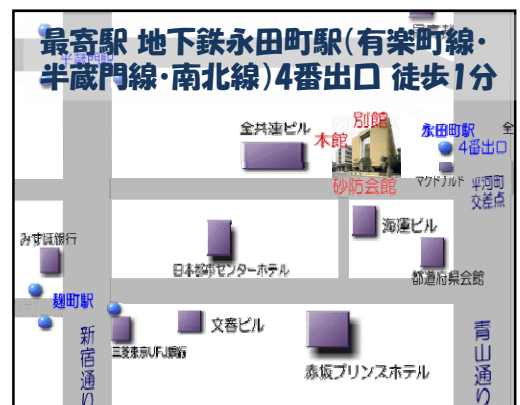 最寄駅 地下鉄永田町駅(有楽町線・
半蔵門線・南北線)4番出口 徒歩1分
全共連ビル
本館
別館
砂防会館
永田町駅
4番出口
全
マクドナルド
平河町
交差点
みずほ銀行
海運ビル
日本都市センターホテル
都道府県会館
麹町駅
新宿通り
三菱東京UFJ銀行
文春ビル
赤坂プリンスホテル
青山通り